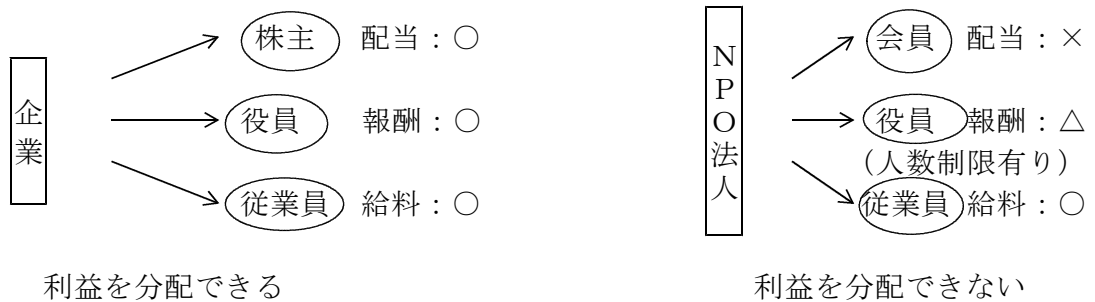 企業
株主 配当：○
役員 報酬：○
従業員 給料：○
利益を分配できる
ＮＰＯ法人
会員 配当：×
役員 報酬：△
（人数制限有り）
従業員 給料：○
利益を分配できない